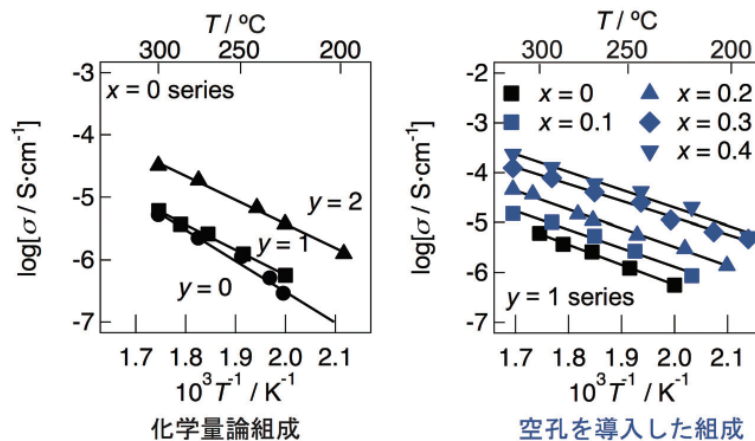 T / ºC
300 250 200
-3
x = 0 series
-4
-5
-6
-7
log[σ / S·cm⁻¹]
y = 2
y = 1
y = 0
1.7 1.8 1.9 2.0 2.1
10³T⁻¹ / K⁻¹
化学量論組成
T / ºC
300 250 200
-2
-3
-4
-5
-6
-7
log[σ / S·cm⁻¹]
x = 0 x = 0.2
x = 0.1 x = 0.3
x = 0.4
y = 1 series
1.7 1.8 1.9 2.0 2.1
10³T⁻¹ / K⁻¹
空孔を導入した組成